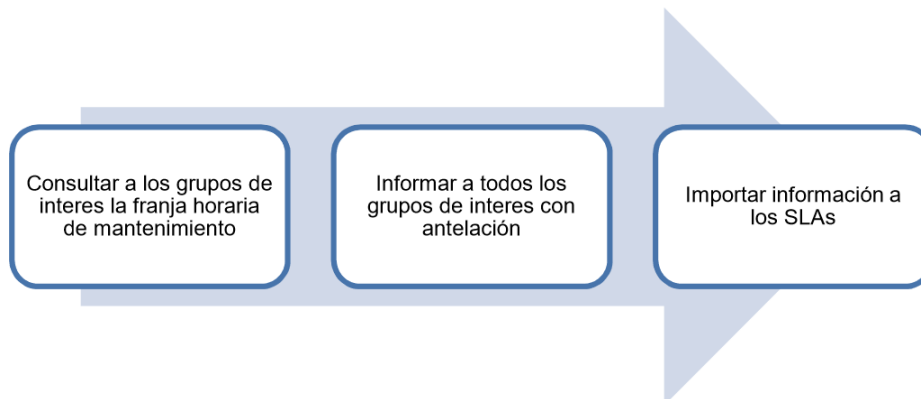 Consultar a los grupos de
interes la franja horaria
de mantenimiento
Informar a todos los
grupos de interes con
antelación
Importar información a
los SLAs